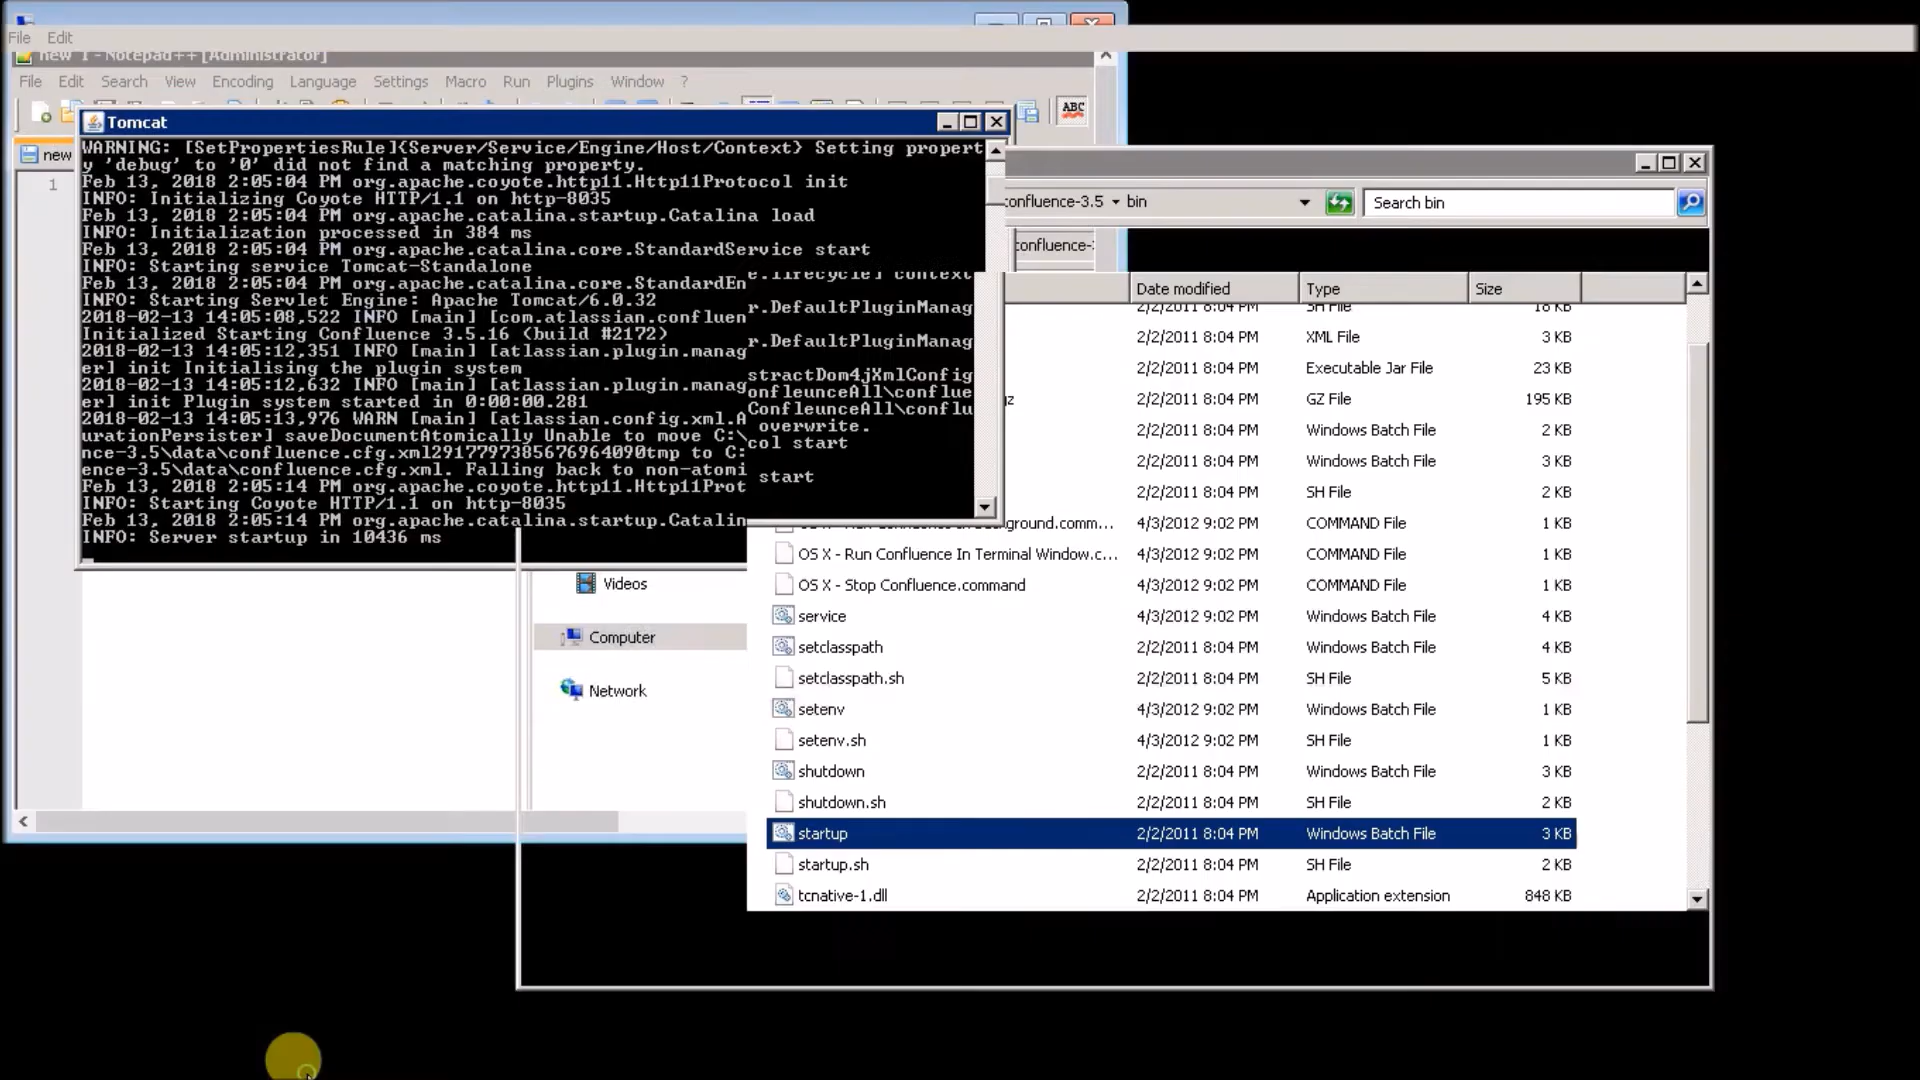 File Edit
new 1 - Notepad++ [Administrator]
File Edit Search View Encoding Language Settings Macro Run Plugins Window ?
ABC
new
1
Tomcat
WARNING: [SetPropertiesRule]{Server/Service/Engine/Host/Context} Setting propert
y 'debug' to '0' did not find a matching property.
Feb 13, 2018 2:05:04 PM org.apache.coyote.http11.Http11Protocol init
INFO: Initializing Coyote HTTP/1.1 on http-8035
Feb 13, 2018 2:05:04 PM org.apache.catalina.startup.Catalina load
INFO: Initialization processed in 384 ms
Feb 13, 2018 2:05:04 PM org.apache.catalina.core.StandardService start
INFO: Starting service Tomcat-Standalone
Feb 13, 2018 2:05:04 PM org.apache.catalina.core.StandardEn
INFO: Starting Servlet Engine: Apache Tomcat/6.0.32
2018-02-13 14:05:08,522 INFO [main] [com.atlassian.confluen
Initialized Starting Confluence 3.5.16 (build #2172)
2018-02-13 14:05:12,351 INFO [main] [atlassian.plugin.manag
er] init Initialising the plugin system
2018-02-13 14:05:12,632 INFO [main] [atlassian.plugin.manag
er] init Plugin system started in 0:00:00.281
2018-02-13 14:05:13,976 WARN [main] [atlassian.config.xml.A
urationPersister] saveDocumentAtomically Unable to move C:\
nce-3.5\data\confluence.cfg.xml2917797385676964090tmp to C:
ence-3.5\data\confluence.cfg.xml. Falling back to non-atomi
Feb 13, 2018 2:05:14 PM org.apache.coyote.http11.Http11Prot
INFO: Starting Coyote HTTP/1.1 on http-8035
Feb 13, 2018 2:05:14 PM org.apache.catalina.startup.Catalin
INFO: Server startup in 10436 ms
e.lifecycle] context
r.DefaultPluginManag
r.DefaultPluginManag
stractDom4jXmlConfig
onfleunceAll\conflue
ConfleunceAll\conflu
overwrite.
col start
start
confluence-3.5 bin
Search bin
confluence-
Date modified Type Size
2/2/2011 8:04 PM SH File 18 KB
2/2/2011 8:04 PM XML File 3 KB
2/2/2011 8:04 PM Executable Jar File 23 KB
gz 2/2/2011 8:04 PM GZ File 195 KB
2/2/2011 8:04 PM Windows Batch File 2 KB
2/2/2011 8:04 PM Windows Batch File 3 KB
2/2/2011 8:04 PM SH File 2 KB
OS X - Run Confluence In Background.comm... 4/3/2012 9:02 PM COMMAND File 1 KB
OS X - Run Confluence In Terminal Window.c... 4/3/2012 9:02 PM COMMAND File 1 KB
OS X - Stop Confluence.command 4/3/2012 9:02 PM COMMAND File 1 KB
service 4/3/2012 9:02 PM Windows Batch File 4 KB
setclasspath 2/2/2011 8:04 PM Windows Batch File 4 KB
setclasspath.sh 2/2/2011 8:04 PM SH File 5 KB
setenv 4/3/2012 9:02 PM Windows Batch File 1 KB
setenv.sh 4/3/2012 9:02 PM SH File 1 KB
shutdown 2/2/2011 8:04 PM Windows Batch File 3 KB
shutdown.sh 2/2/2011 8:04 PM SH File 2 KB
startup 2/2/2011 8:04 PM Windows Batch File 3 KB
startup.sh 2/2/2011 8:04 PM SH File 2 KB
tcnative-1.dll 2/2/2011 8:04 PM Application extension 848 KB
Videos
Computer
Network